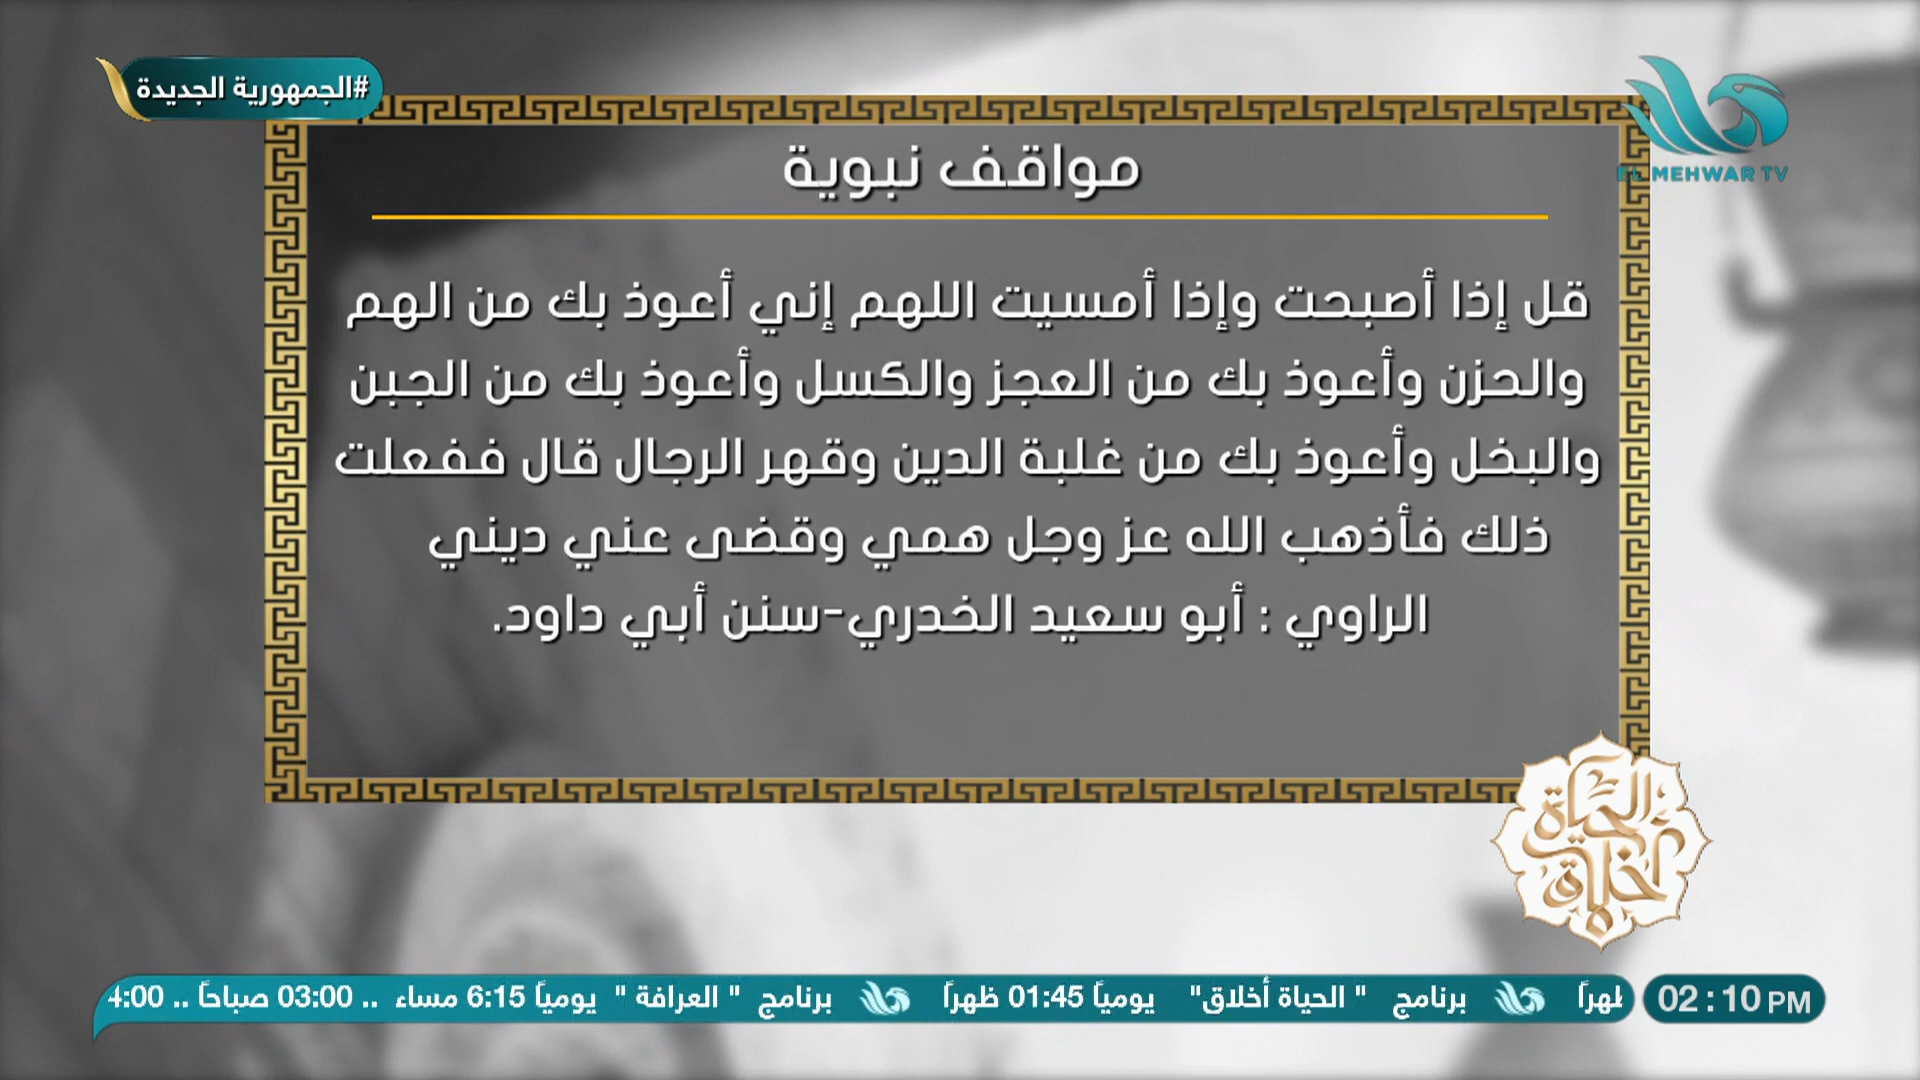 #الجمهورية الجديدة
EL MEHWAR TV
مواقف نبوية
قل إذا أصبحت وإذا أمسيت اللهم إني أعوذ بك من الهم
والحزن وأعوذ بك من العجز والكسل وأعوذ بك من الجبن
والبخل وأعوذ بك من غلبة الدين وقهر الرجال قال ففعلت
ذلك فأذهب الله عز وجل همي وقضى عني ديني
الراوي : أبو سعيد الخدري-سنن أبي داود.
الحياة
أخلاق
ظهراً برنامج " الحياة أخلاق" يومياً 01:45 ظهراً برنامج " العرافة " يومياً 6:15 مساء .. 03:00 صباحاً .. 4:00
02:10 PM